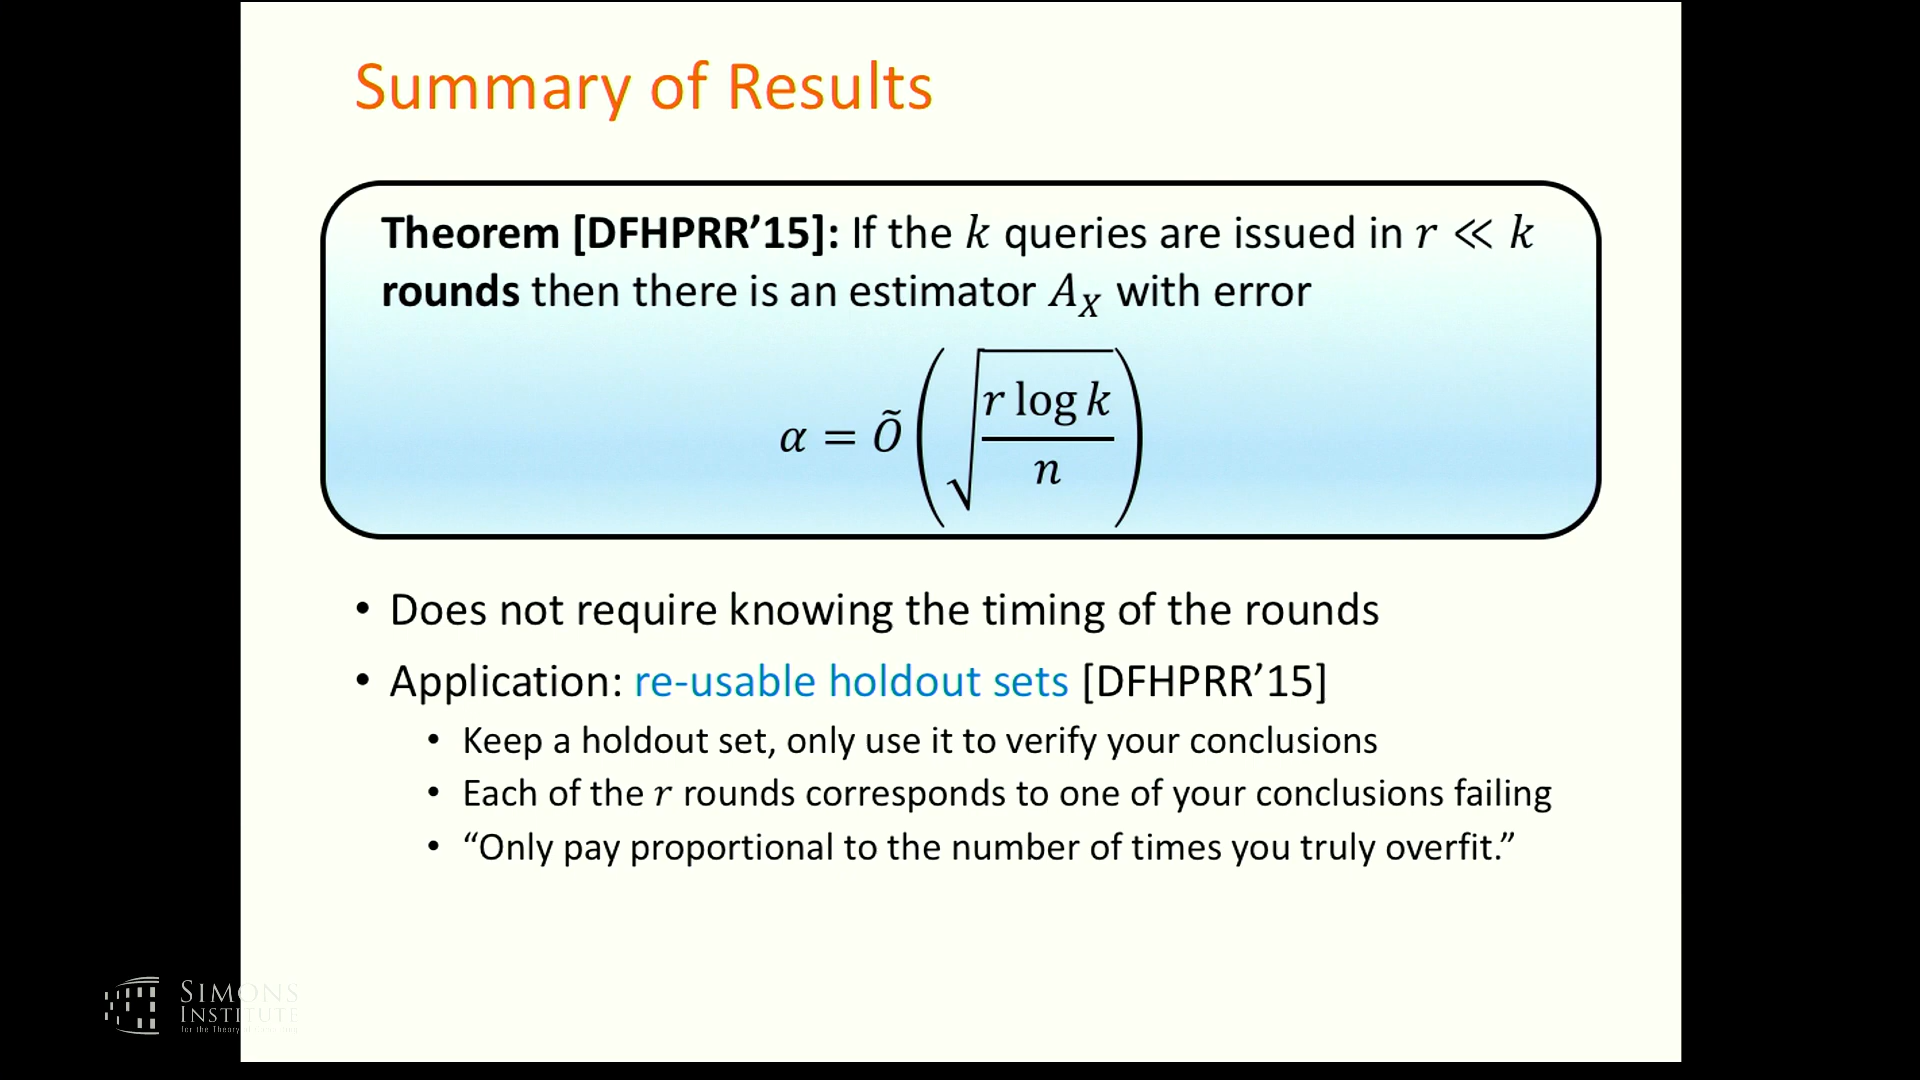 Summary of Results
Theorem [DFHPRR’15]: If the k queries are issued in r ≪ k
rounds then there is an estimator A_X with error
α = Õ(√(r log k / n))
• Does not require knowing the timing of the rounds
• Application: re-usable holdout sets [DFHPRR’15]
• Keep a holdout set, only use it to verify your conclusions
• Each of the r rounds corresponds to one of your conclusions failing
• “Only pay proportional to the number of times you truly overfit.”
SIMONS
INSTITUTE
for the Theory of